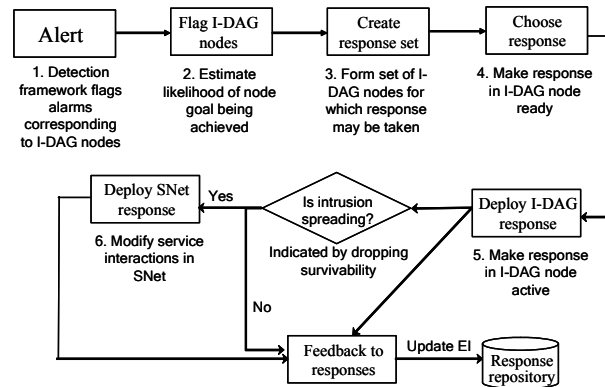 Alert
Flag I-DAG
nodes
Create
response set
Choose
response
1. Detection
framework flags
alarms
corresponding
to I-DAG nodes
2. Estimate
likelihood of node
goal being
achieved
3. Form set of I-
DAG nodes for
which response
may be taken
4. Make response
in I-DAG node
ready
Deploy SNet
response
Yes
Is intrusion
spreading?
Deploy I-DAG
response
6. Modify service
interactions in
SNet
Indicated by dropping
survivability
5. Make response
in I-DAG node
active
No
Feedback to
responses
Update EI
Response
repository